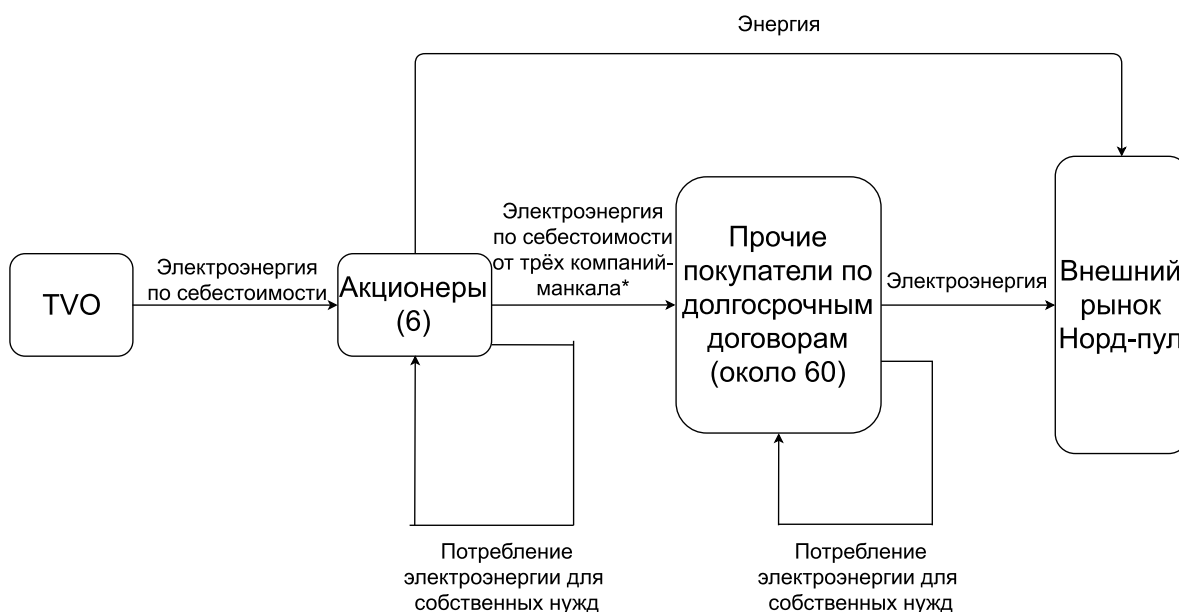 Энергия
TVO
Электроэнергия
по себестоимости
Акционеры
(6)
Электроэнергия
по себестоимости
от трёх компаний-
манкала*
Прочие
покупатели по
долгосрочным
договорам
(около 60)
Электроэнергия
Внешний
рынок
Норд-пул
Потребление
электроэнергии для
собственных нужд
Потребление
электроэнергии для
собственных нужд